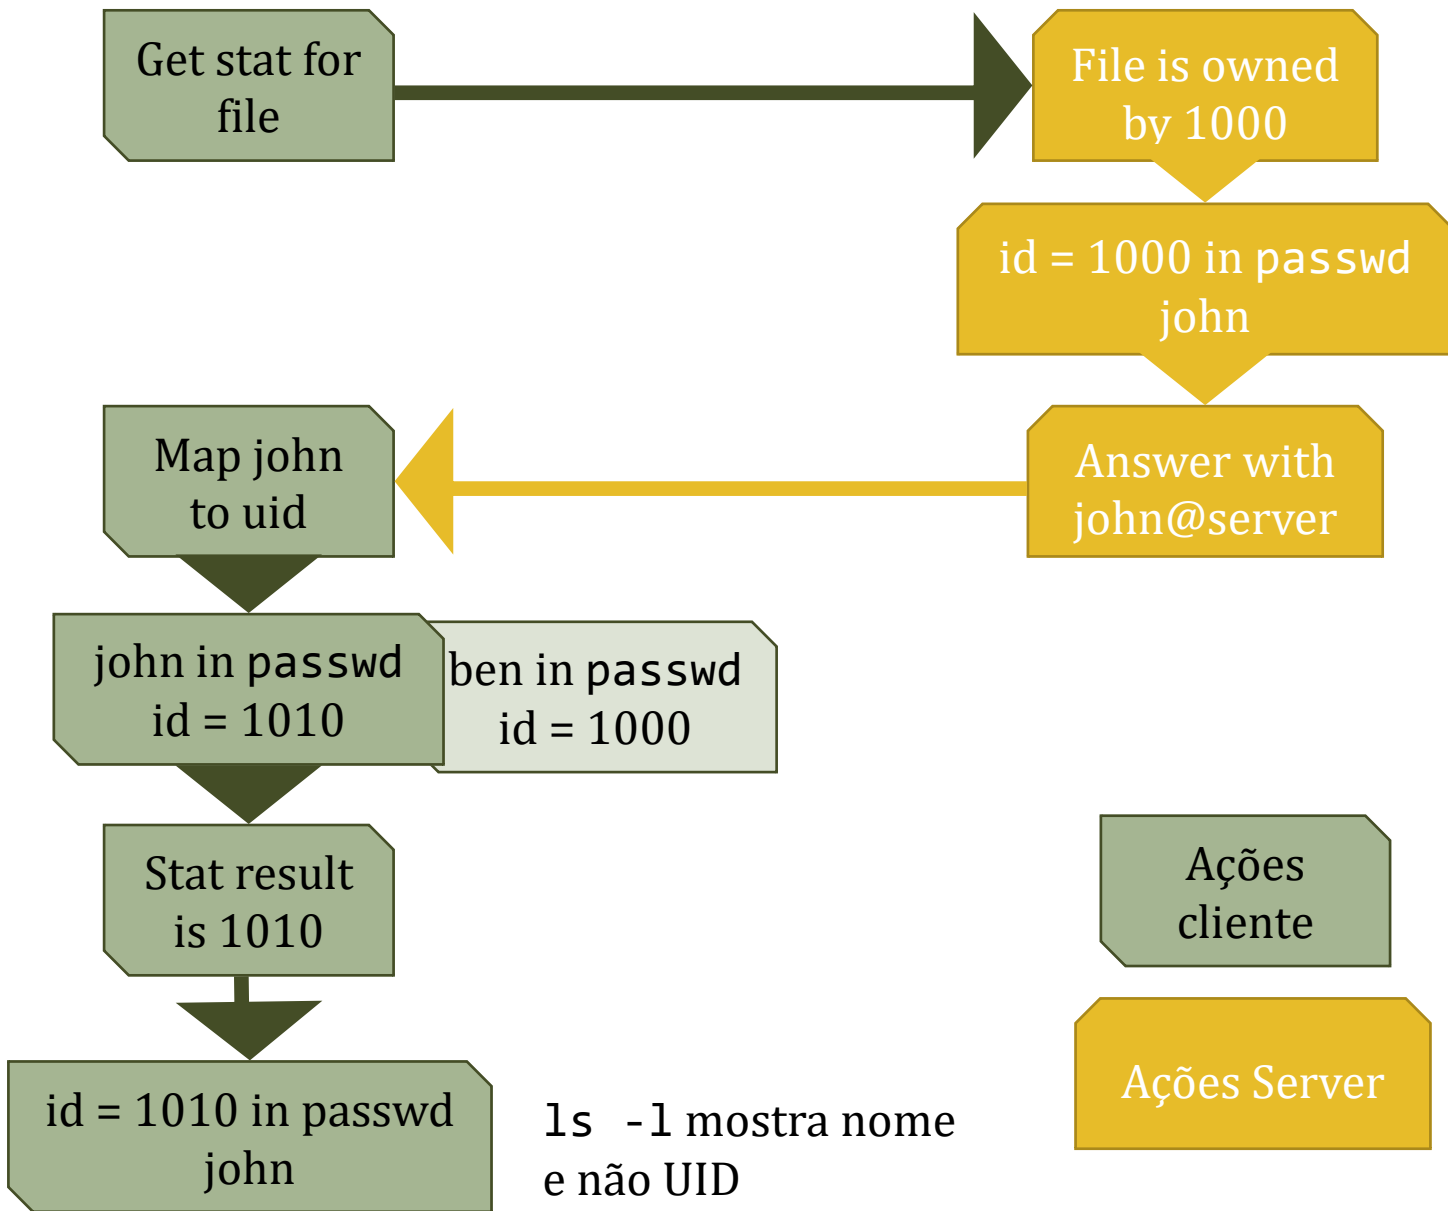 Get stat for
file
File is owned
by 1000
id = 1000 in passwd
john
Map john
to uid
Answer with
john@server
john in passwd
id = 1010
ben in passwd
id = 1000
Stat result
is 1010
Ações
cliente
id = 1010 in passwd
john
ls -l mostra nome
e não UID
Ações Server